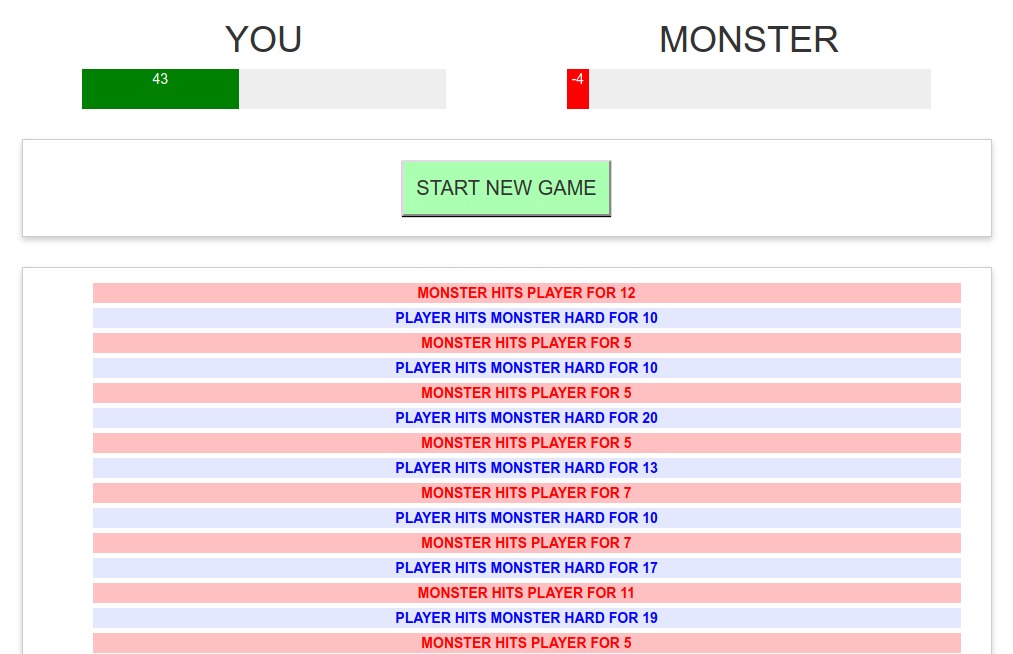 YOU
MONSTER
43
-4
START NEW GAME
MONSTER HITS PLAYER FOR 12
PLAYER HITS MONSTER HARD FOR 10
MONSTER HITS PLAYER FOR 5
PLAYER HITS MONSTER HARD FOR 10
MONSTER HITS PLAYER FOR 5
PLAYER HITS MONSTER HARD FOR 20
MONSTER HITS PLAYER FOR 5
PLAYER HITS MONSTER HARD FOR 13
MONSTER HITS PLAYER FOR 7
PLAYER HITS MONSTER HARD FOR 10
MONSTER HITS PLAYER FOR 7
PLAYER HITS MONSTER HARD FOR 17
MONSTER HITS PLAYER FOR 11
PLAYER HITS MONSTER HARD FOR 19
MONSTER HITS PLAYER FOR 5